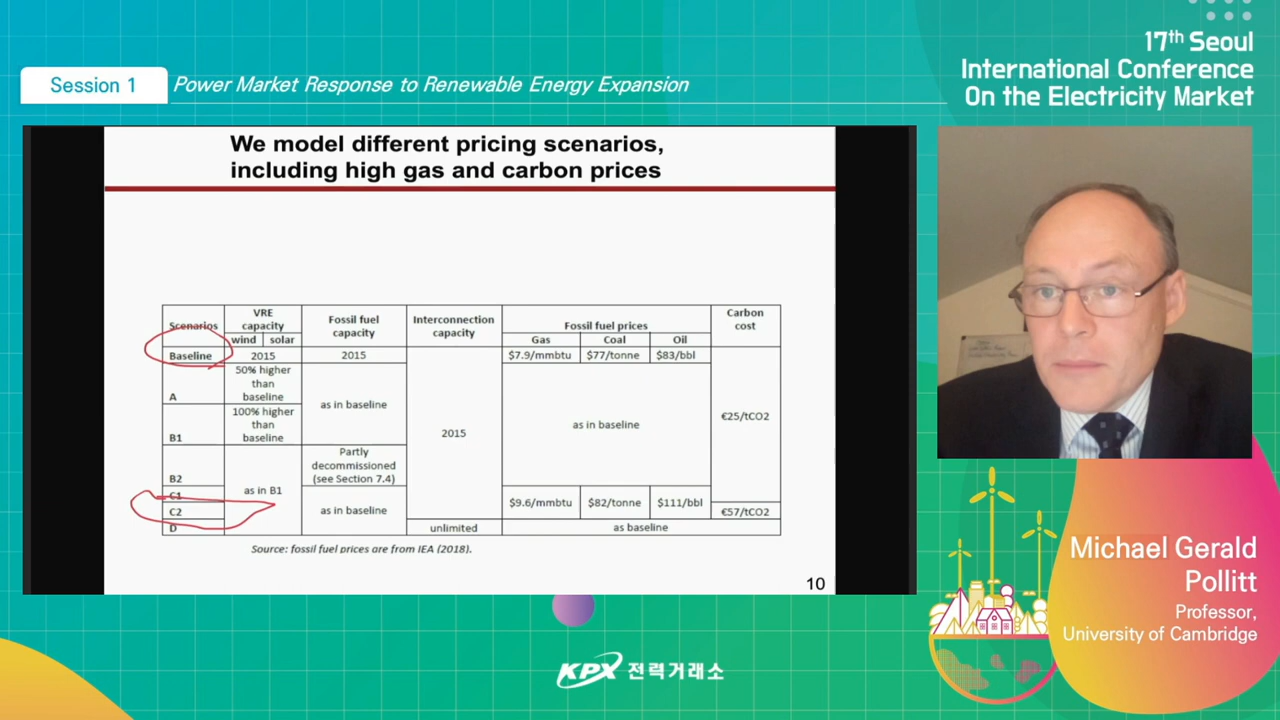 17th Seoul
International Conference
On the Electricity Market
Session 1
Power Market Response to Renewable Energy Expansion
We model different pricing scenarios,
including high gas and carbon prices
Scenarios
VRE
capacity
wind solar
Fossil fuel
capacity
Interconnection
capacity
Fossil fuel prices
Gas Coal Oil
Carbon
cost
Baseline 2015 2015 $7.9/mmbtu $77/tonne $83/bbl
A
50% higher
than
baseline
as in baseline
B1
100% higher
than
baseline
2015
as in baseline
€25/tCO2
B2
Partly
decommissioned
(see Section 7.4)
C1
as in B1
C2
as in baseline
$9.6/mmbtu $82/tonne $111/bbl
€57/tCO2
D
unlimited
as baseline
Source: fossil fuel prices are from IEA (2018).
10
Michael Gerald
Pollitt
Professor,
University of Cambridge
KPX 전력거래소